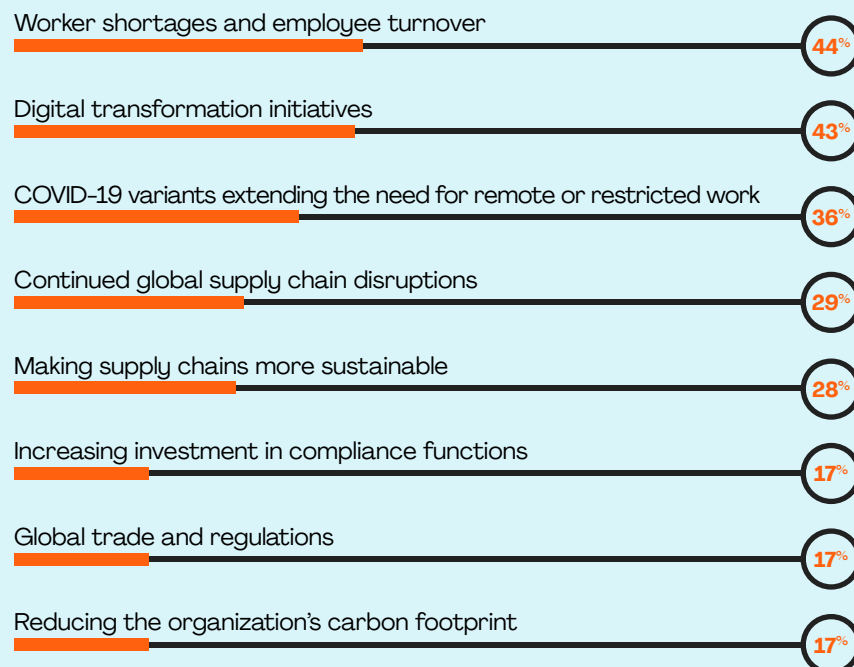 Worker shortages and employee turnover
44%
Digital transformation initiatives
43%
COVID-19 variants extending the need for remote or restricted work
36%
Continued global supply chain disruptions
29%
Making supply chains more sustainable
28%
Increasing investment in compliance functions
17%
Global trade and regulations
17%
Reducing the organization’s carbon footprint
17%